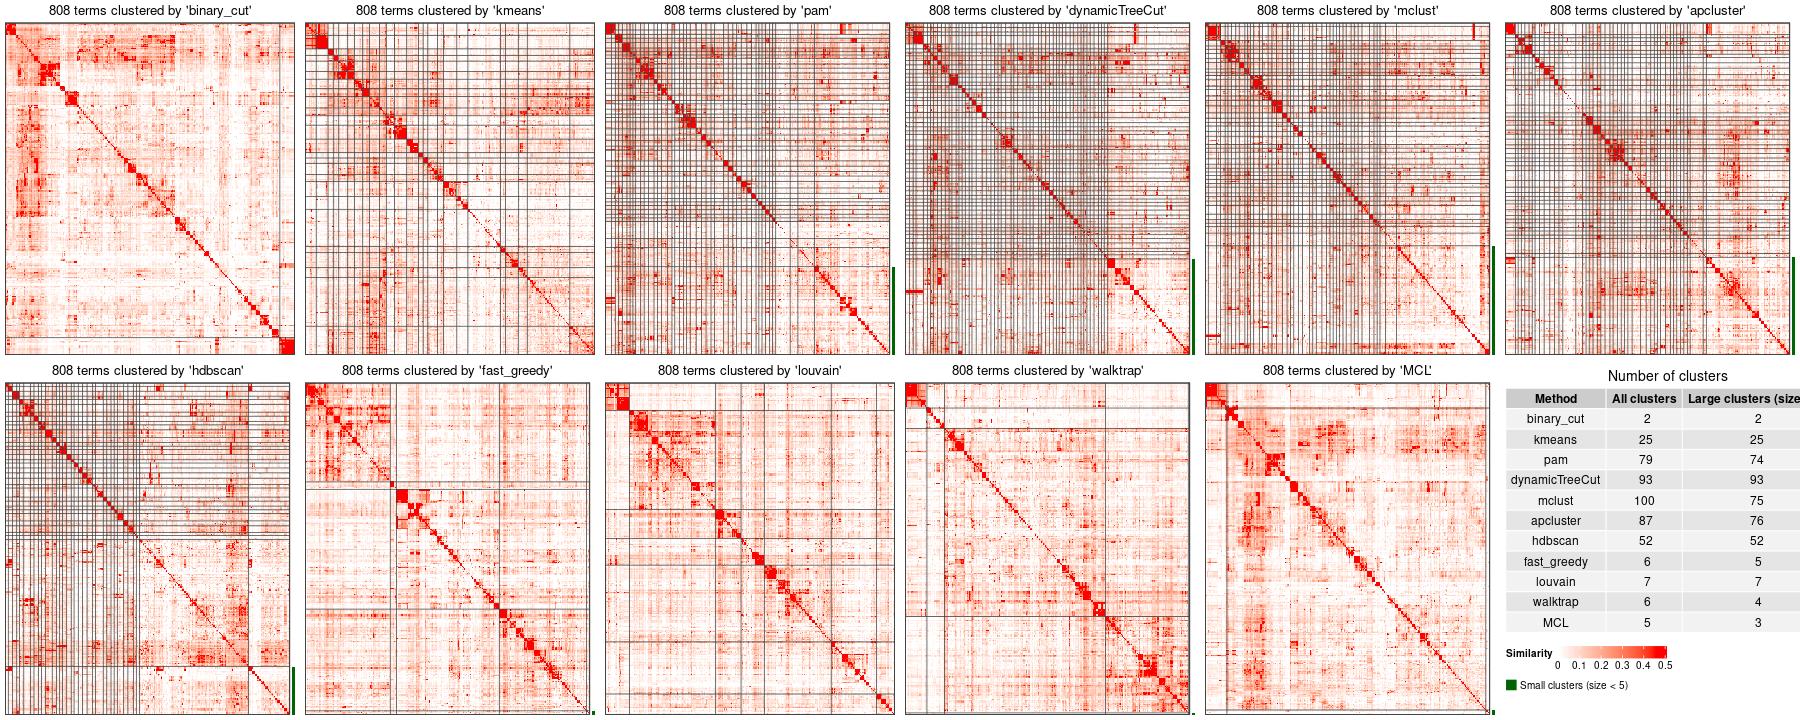 808 terms clustered by 'binary_cut'
808 terms clustered by 'kmeans'
808 terms clustered by 'pam'
808 terms clustered by 'dynamicTreeCut'
808 terms clustered by 'mclust'
808 terms clustered by 'apcluster'
808 terms clustered by 'hdbscan'
808 terms clustered by 'fast_greedy'
808 terms clustered by 'louvain'
808 terms clustered by 'walktrap'
808 terms clustered by 'MCL'
Number of clusters
Method All clusters Large clusters (size
binary_cut 2 2
kmeans 25 25
pam 79 74
dynamicTreeCut 93 93
mclust 100 75
apcluster 87 76
hdbscan 52 52
fast_greedy 6 5
louvain 7 7
walktrap 6 4
MCL 5 3
Similarity
0 0.1 0.2 0.3 0.4 0.5
Small clusters (size < 5)